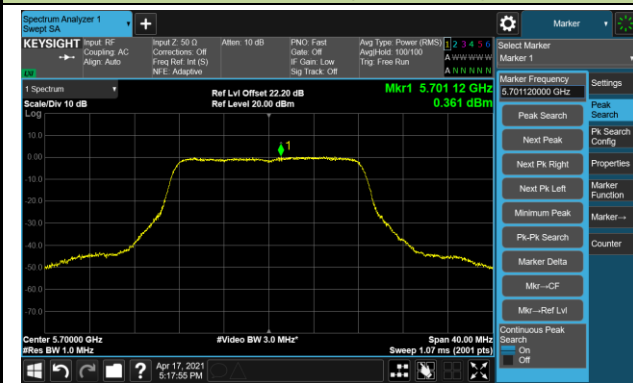 Spectrum Analyzer 1
Swept SA
KEYSIGHT
Input: RF
Coupling: AC
Align: Auto
Input Z: 50 Ω
Corrections: Off
Freq Ref: Int (S)
NFE: Adaptive
Atten: 10 dB
PNO: Fast
Gate: Off
IF Gain: Low
Sig Track: Off
Avg Type: Power (RMS)
Avg|Hold: 100/100
Trig: Free Run
1 2 3 4 5 6
A W W W W W
A N N N N N
1 Spectrum
Scale/Div 10 dB
Log
Ref Lvl Offset 22.20 dB
Ref Level 20.00 dBm
Mkr1 5.701 12 GHz
0.361 dBm
10.0
0.00
-10.0
-20.0
-30.0
-40.0
-50.0
-60.0
-70.0
1
Center 5.70000 GHz
#Res BW 1.0 MHz
#Video BW 3.0 MHz*
Span 40.00 MHz
Sweep 1.07 ms (2001 pts)
Apr 17, 2021
5:17:55 PM
Marker
Select Marker
Marker 1
Marker Frequency
5.701120000 GHz
Peak Search
Next Peak
Next Pk Right
Next Pk Left
Minimum Peak
Pk-Pk Search
Marker Delta
Mkr→CF
Mkr→Ref Lvl
Continuous Peak
Search
On
Off
Settings
Peak
Search
Pk Search
Config
Properties
Marker
Function
Marker→
Counter